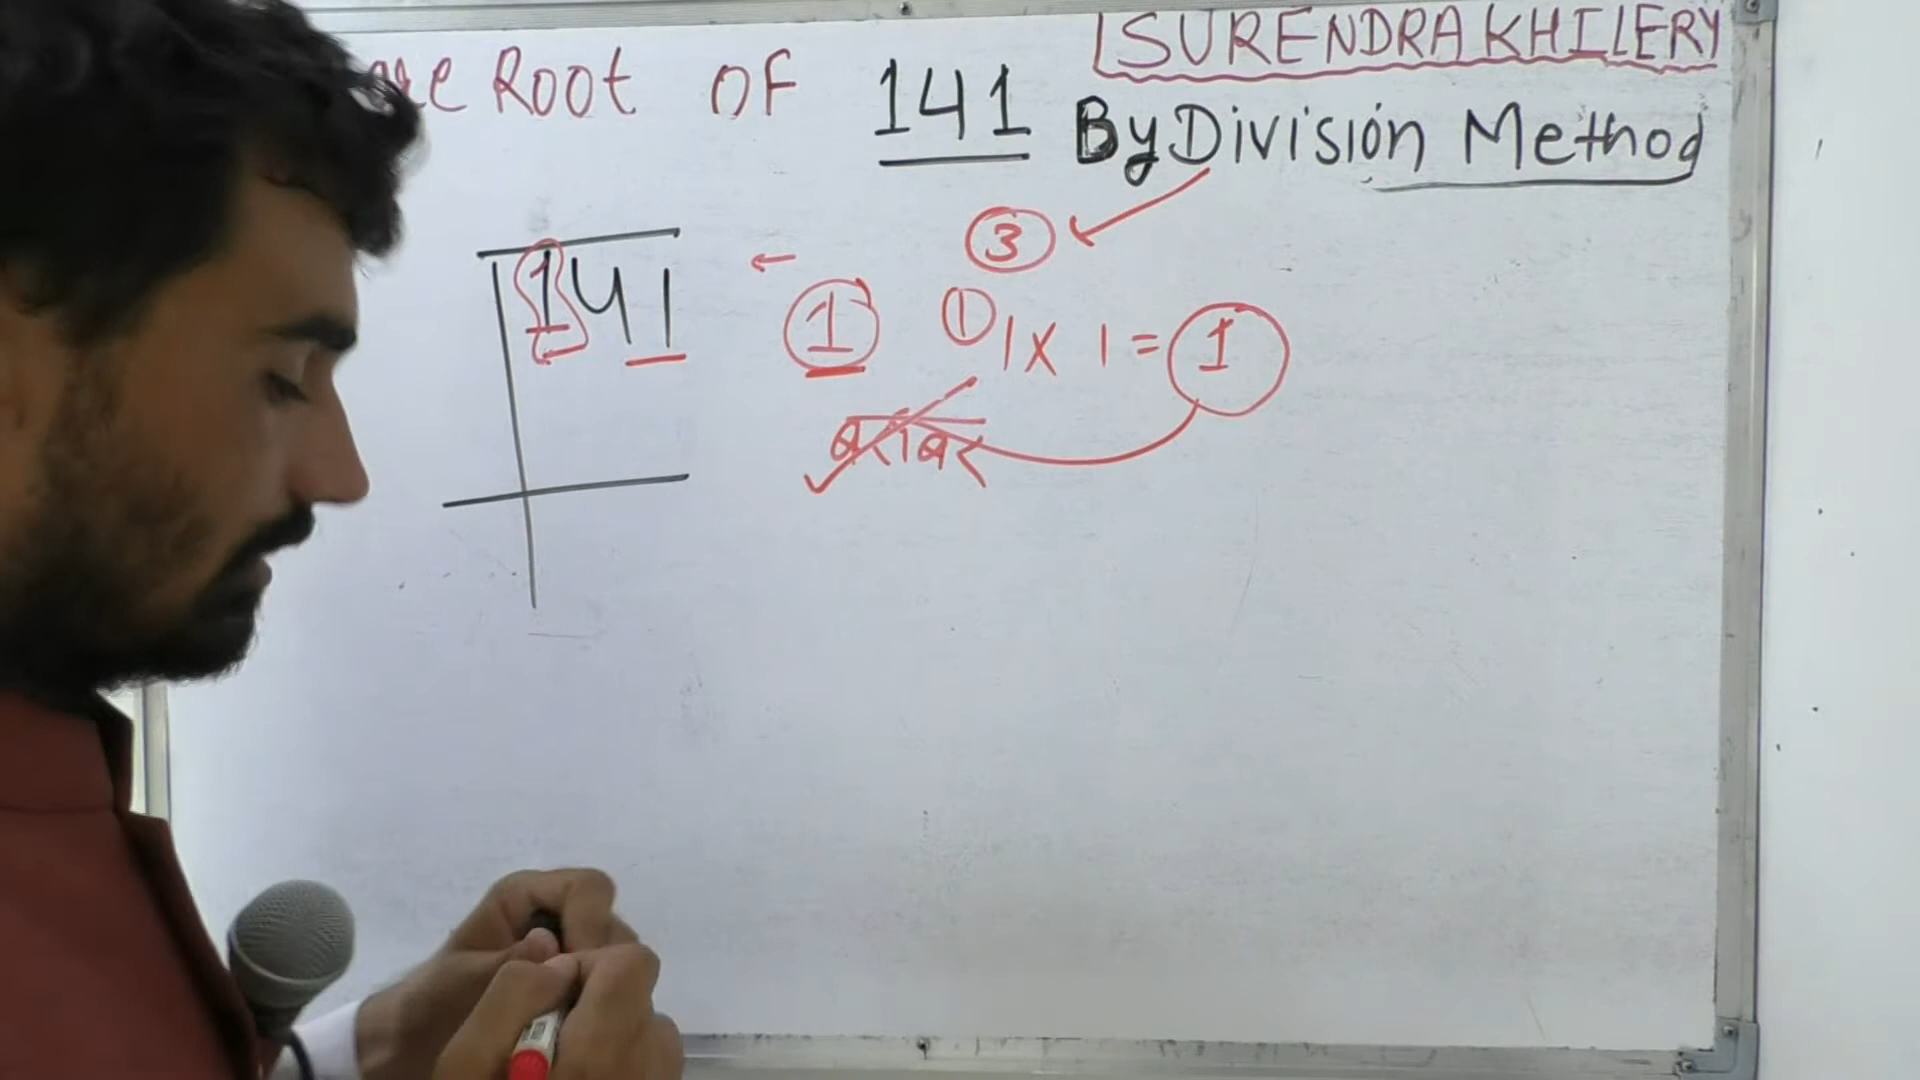 SURENDRA KHILERY
Root of 141 By Division Method
3
141 ← 1 ① 1 x 1 = 1
बराबर